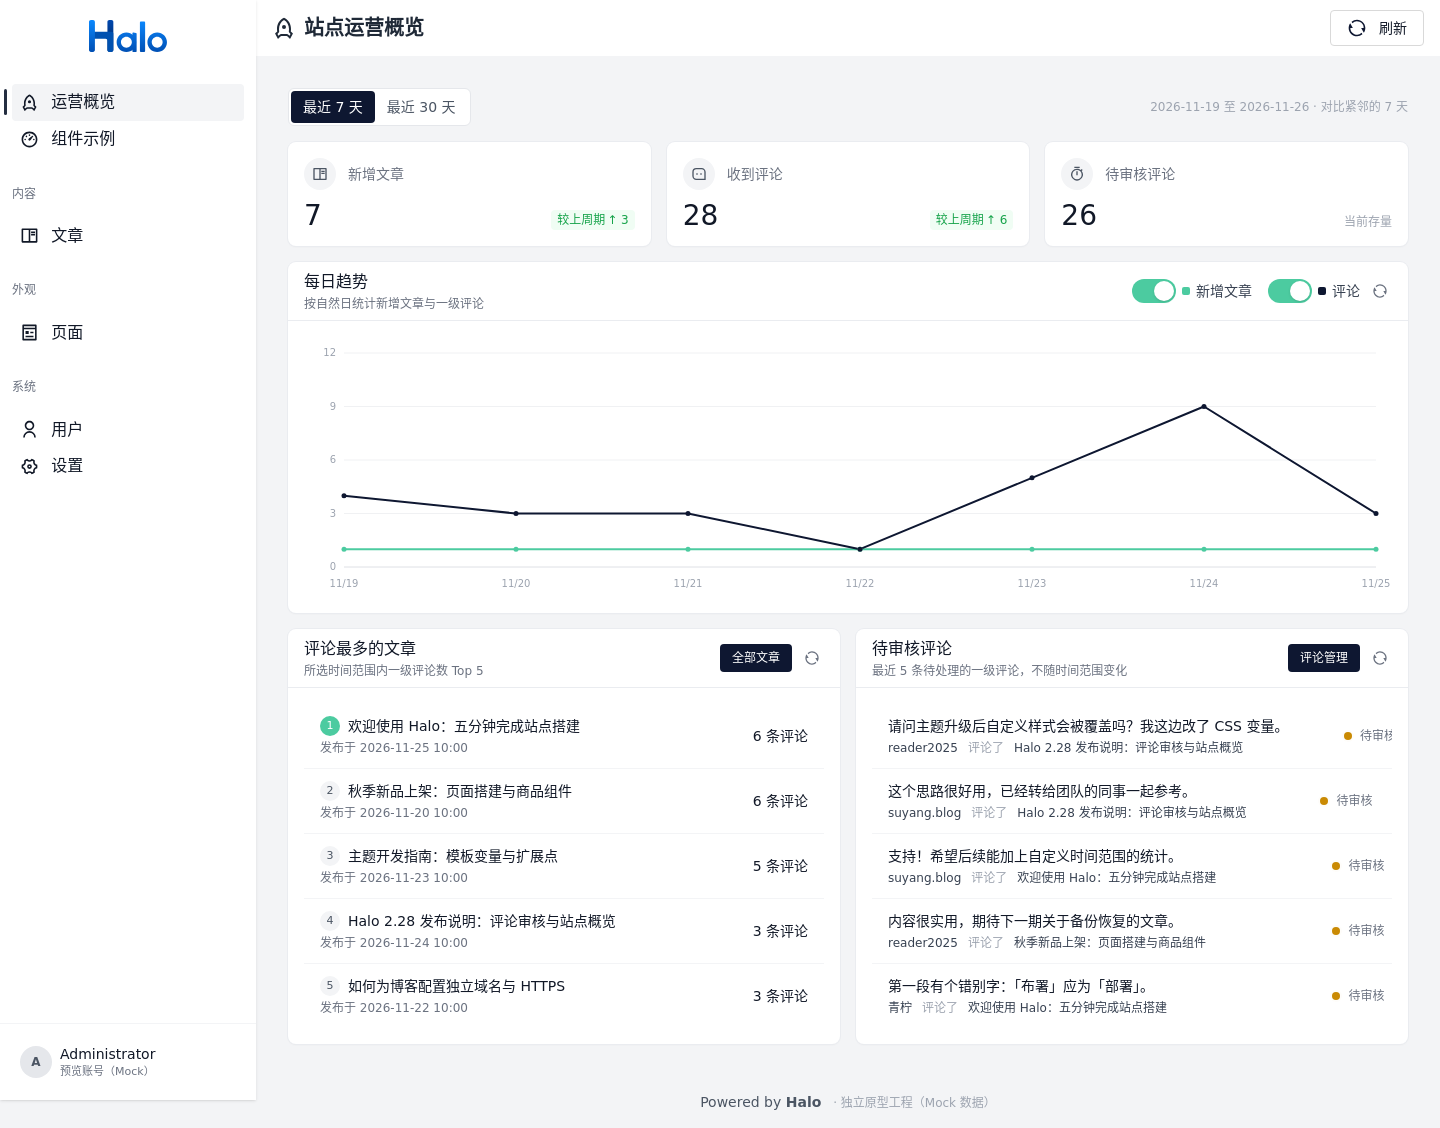 Halo
运营概览
组件示例
内容
文章
外观
页面
系统
用户
设置
A
Administrator
预览账号（Mock）
站点运营概览
刷新
最近 7 天
最近 30 天
2026-11-19 至 2026-11-26 · 对比紧邻的 7 天
新增文章
7
较上周期 ↑ 3
收到评论
28
较上周期 ↑ 6
待审核评论
26
当前存量
每日趋势
按自然日统计新增文章与一级评论
新增文章
评论
12
9
6
3
0
11/19
11/20
11/21
11/22
11/23
11/24
11/25
评论最多的文章
所选时间范围内一级评论数 Top 5
全部文章
1 欢迎使用 Halo：五分钟完成站点搭建
发布于 2026-11-25 10:00
6 条评论
2 秋季新品上架：页面搭建与商品组件
发布于 2026-11-20 10:00
6 条评论
3 主题开发指南：模板变量与扩展点
发布于 2026-11-23 10:00
5 条评论
4 Halo 2.28 发布说明：评论审核与站点概览
发布于 2026-11-24 10:00
3 条评论
5 如何为博客配置独立域名与 HTTPS
发布于 2026-11-22 10:00
3 条评论
待审核评论
最近 5 条待处理的一级评论，不随时间范围变化
评论管理
请问主题升级后自定义样式会被覆盖吗？我这边改了 CSS 变量。
reader2025 评论了 Halo 2.28 发布说明：评论审核与站点概览
待审核
这个思路很好用，已经转给团队的同事一起参考。
suyang.blog 评论了 Halo 2.28 发布说明：评论审核与站点概览
待审核
支持！希望后续能加上自定义时间范围的统计。
suyang.blog 评论了 欢迎使用 Halo：五分钟完成站点搭建
待审核
内容很实用，期待下一期关于备份恢复的文章。
reader2025 评论了 秋季新品上架：页面搭建与商品组件
待审核
第一段有个错别字：「布署」应为「部署」。
青柠 评论了 欢迎使用 Halo：五分钟完成站点搭建
待审核
Powered by Halo · 独立原型工程（Mock 数据）